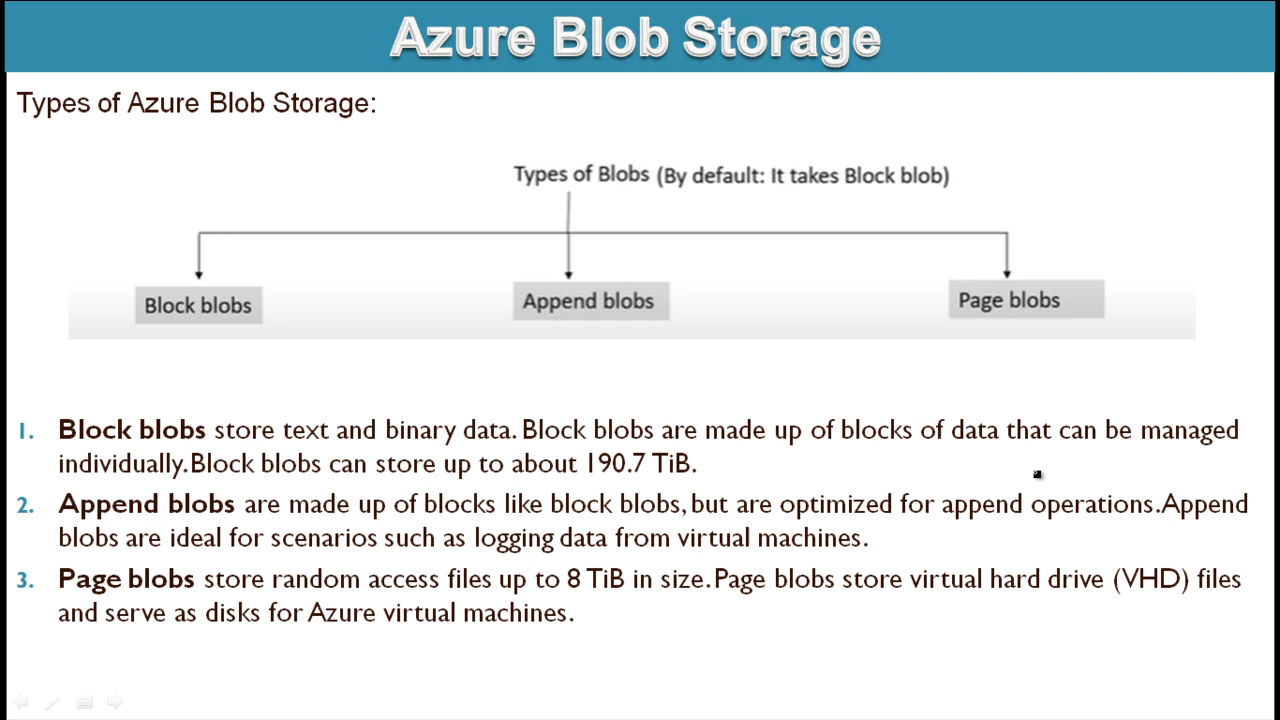 Azure Blob Storage
Types of Azure Blob Storage:
Types of Blobs (By default: It takes Block blob)
Block blobs
Append blobs
Page blobs
1. Block blobs store text and binary data. Block blobs are made up of blocks of data that can be managed
individually. Block blobs can store up to about 190.7 TiB.
2. Append blobs are made up of blocks like block blobs, but are optimized for append operations. Append
blobs are ideal for scenarios such as logging data from virtual machines.
3. Page blobs store random access files up to 8 TiB in size. Page blobs store virtual hard drive (VHD) files
and serve as disks for Azure virtual machines.